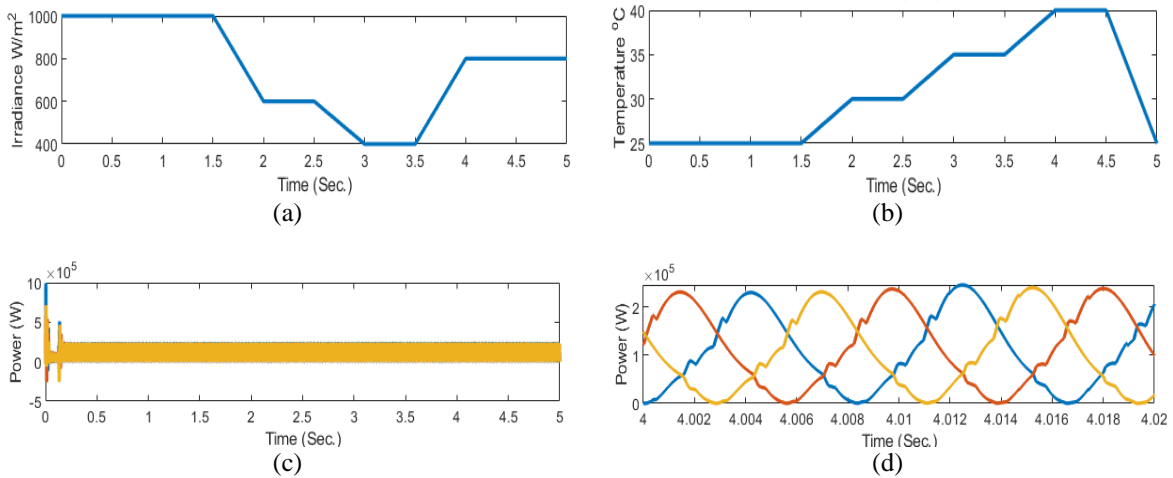 Irradiance W/m²
1000
800
600
400
0 0.5 1 1.5 2 2.5 3 3.5 4 4.5 5
Time (Sec.)
(a)
Temperature °C
40
35
30
25
0 0.5 1 1.5 2 2.5 3 3.5 4 4.5 5
Time (Sec.)
(b)
×10⁵
Power (W)
10
5
0
-5
0 0.5 1 1.5 2 2.5 3 3.5 4 4.5 5
Time (Sec.)
(c)
×10⁵
Power (W)
2
1
0
4 4.002 4.004 4.006 4.008 4.01 4.012 4.014 4.016 4.018 4.02
Time (Sec.)
(d)